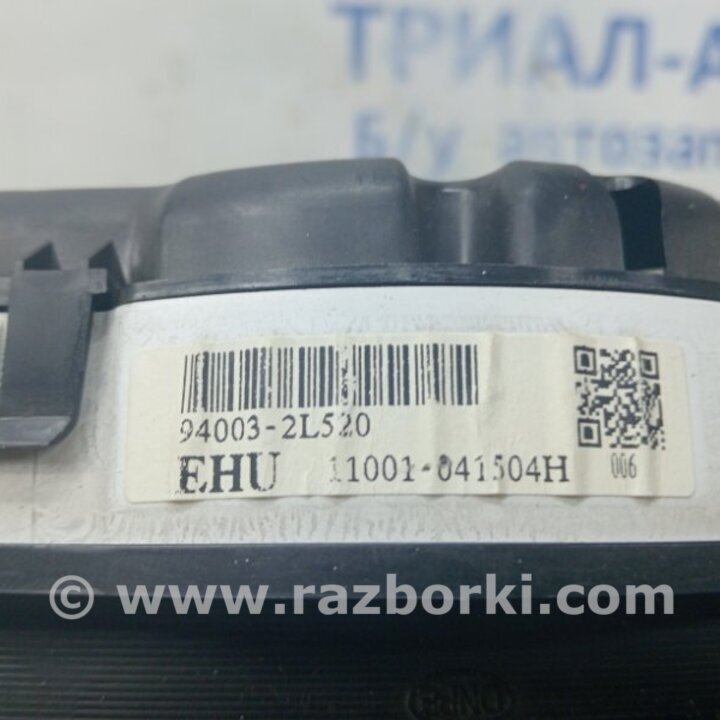 ТРИАЛ-А
Б/у автозап
94003-2L520
EHU 11001-041504H
006
© www.razborki.com